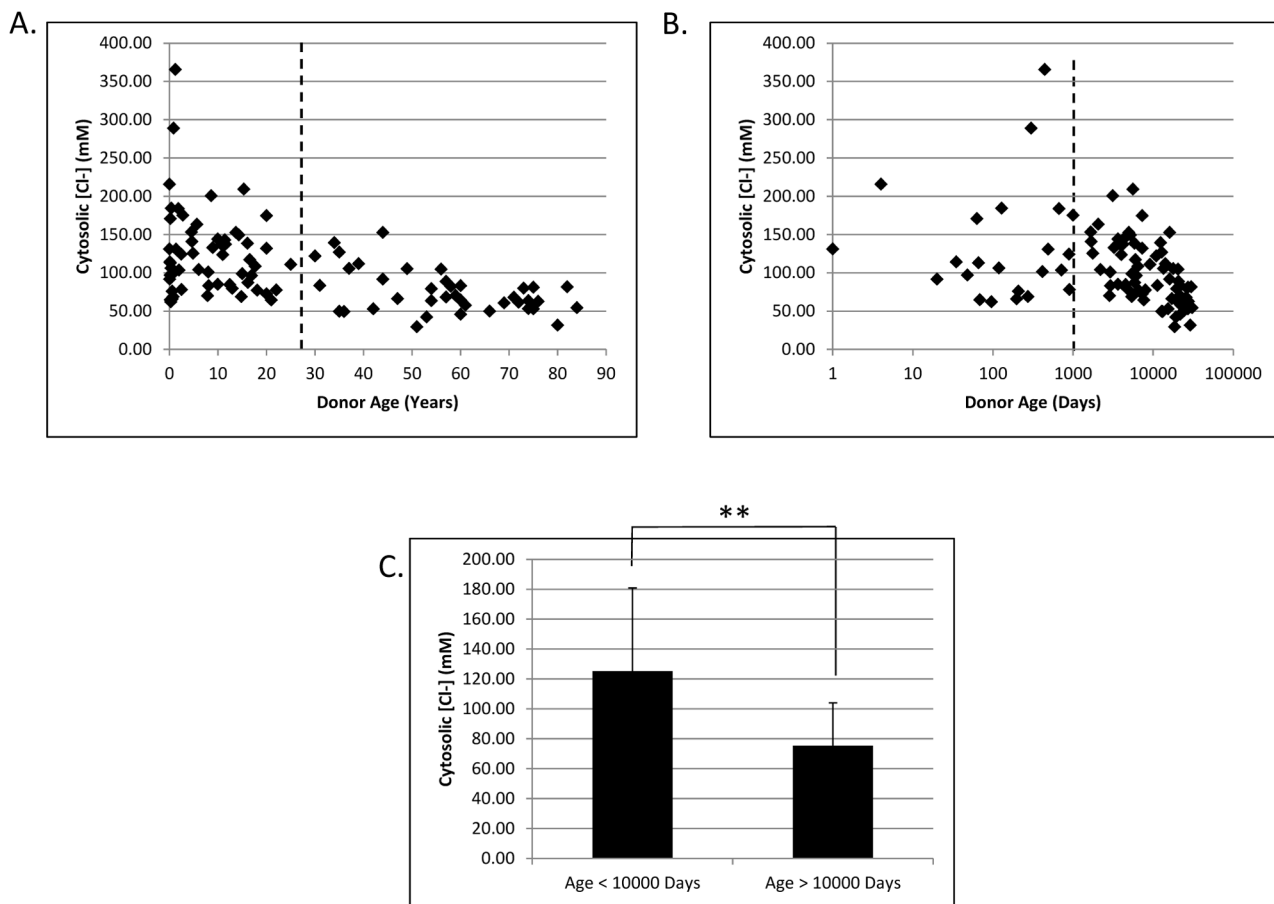 A.
400.00
350.00
300.00
250.00
200.00
150.00
100.00
50.00
0.00
Cytosolic [Cl-] (mM)
0 10 20 30 40 50 60 70 80 90
Donor Age (Years)
B.
400.00
350.00
300.00
250.00
200.00
150.00
100.00
50.00
0.00
Cytosolic [Cl-] (mM)
1 10 100 1000 10000 100000
Donor Age (Days)
C.
**
200.00
180.00
160.00
140.00
120.00
100.00
80.00
60.00
40.00
20.00
0.00
Cytosolic [Cl-] (mM)
Age < 10000 Days Age > 10000 Days